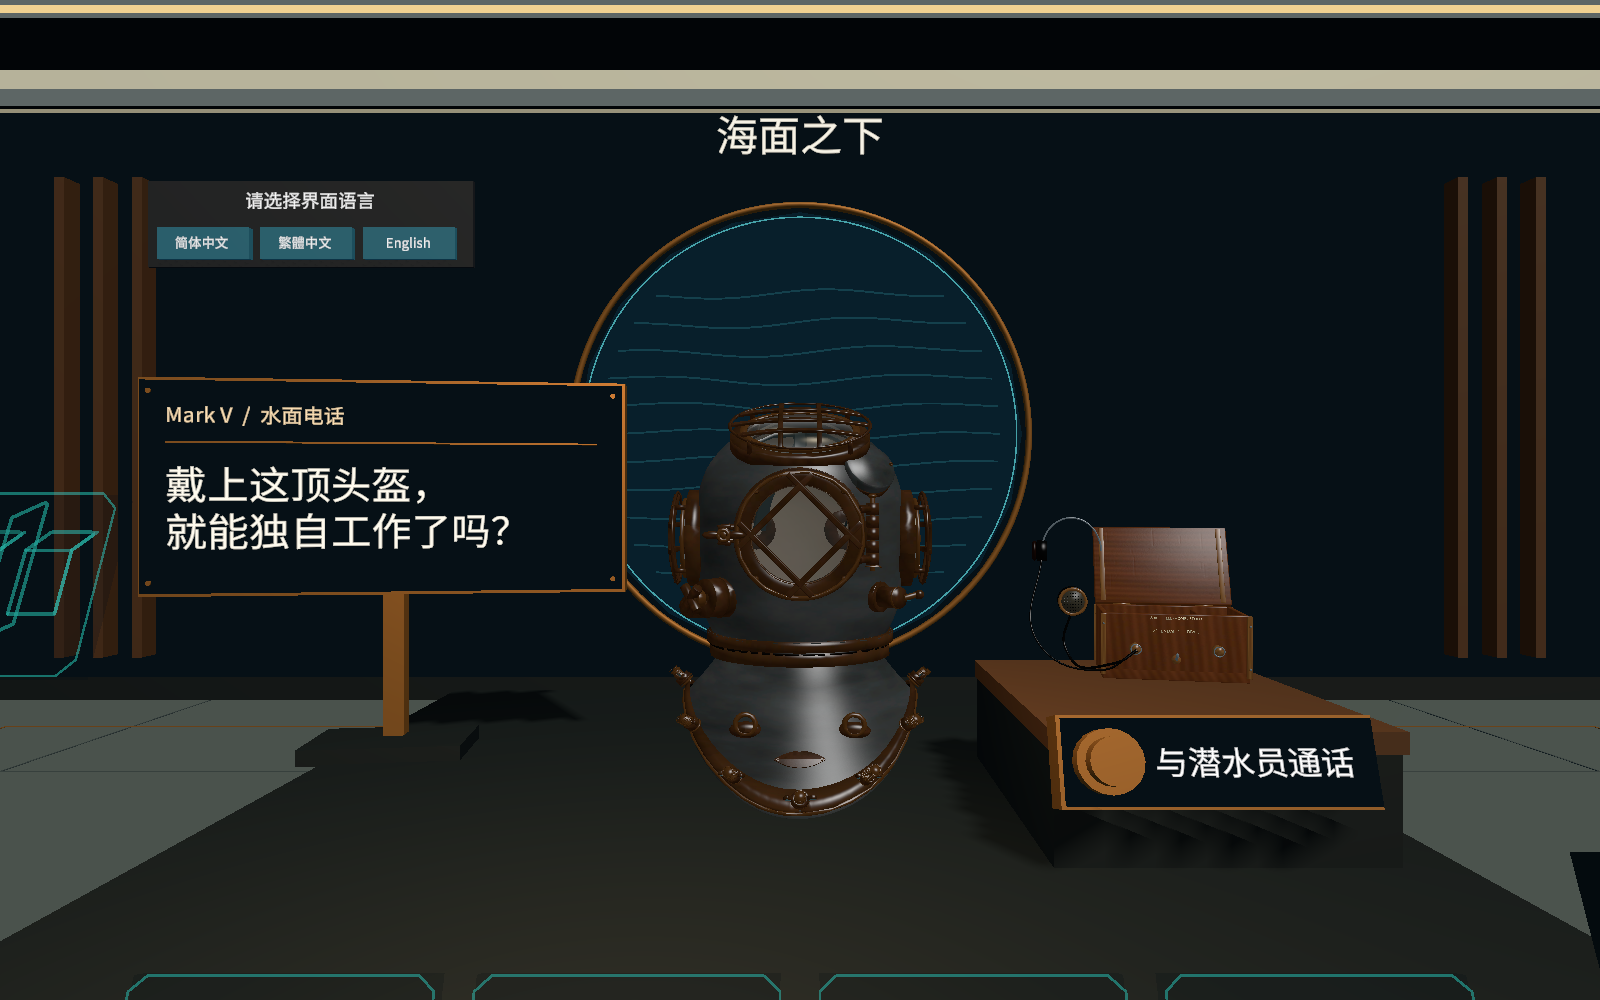 海面之下
请选择界面语言
简体中文
繁體中文
English
Mark V / 水面电话
戴上这顶头盔，
就能独自工作了吗？
与潜水员通话